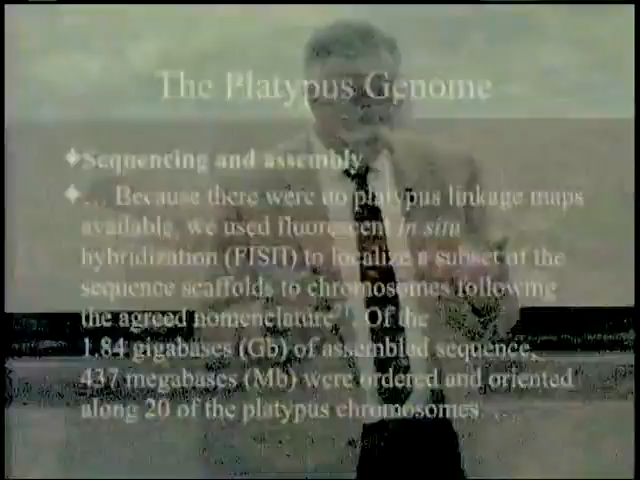 The Platypus Genome
Sequencing and assembly
… Because there were no platypus linkage maps
available, we used fluorescent in situ
hybridization (FISH) to localize a subset of the
sequence scaffolds to chromosomes following
the agreed nomenclature Of the
1.84 gigabases (Gb) of assembled sequence,
437 megabases (Mb) were ordered and oriented
along 20 of the platypus chromosomes